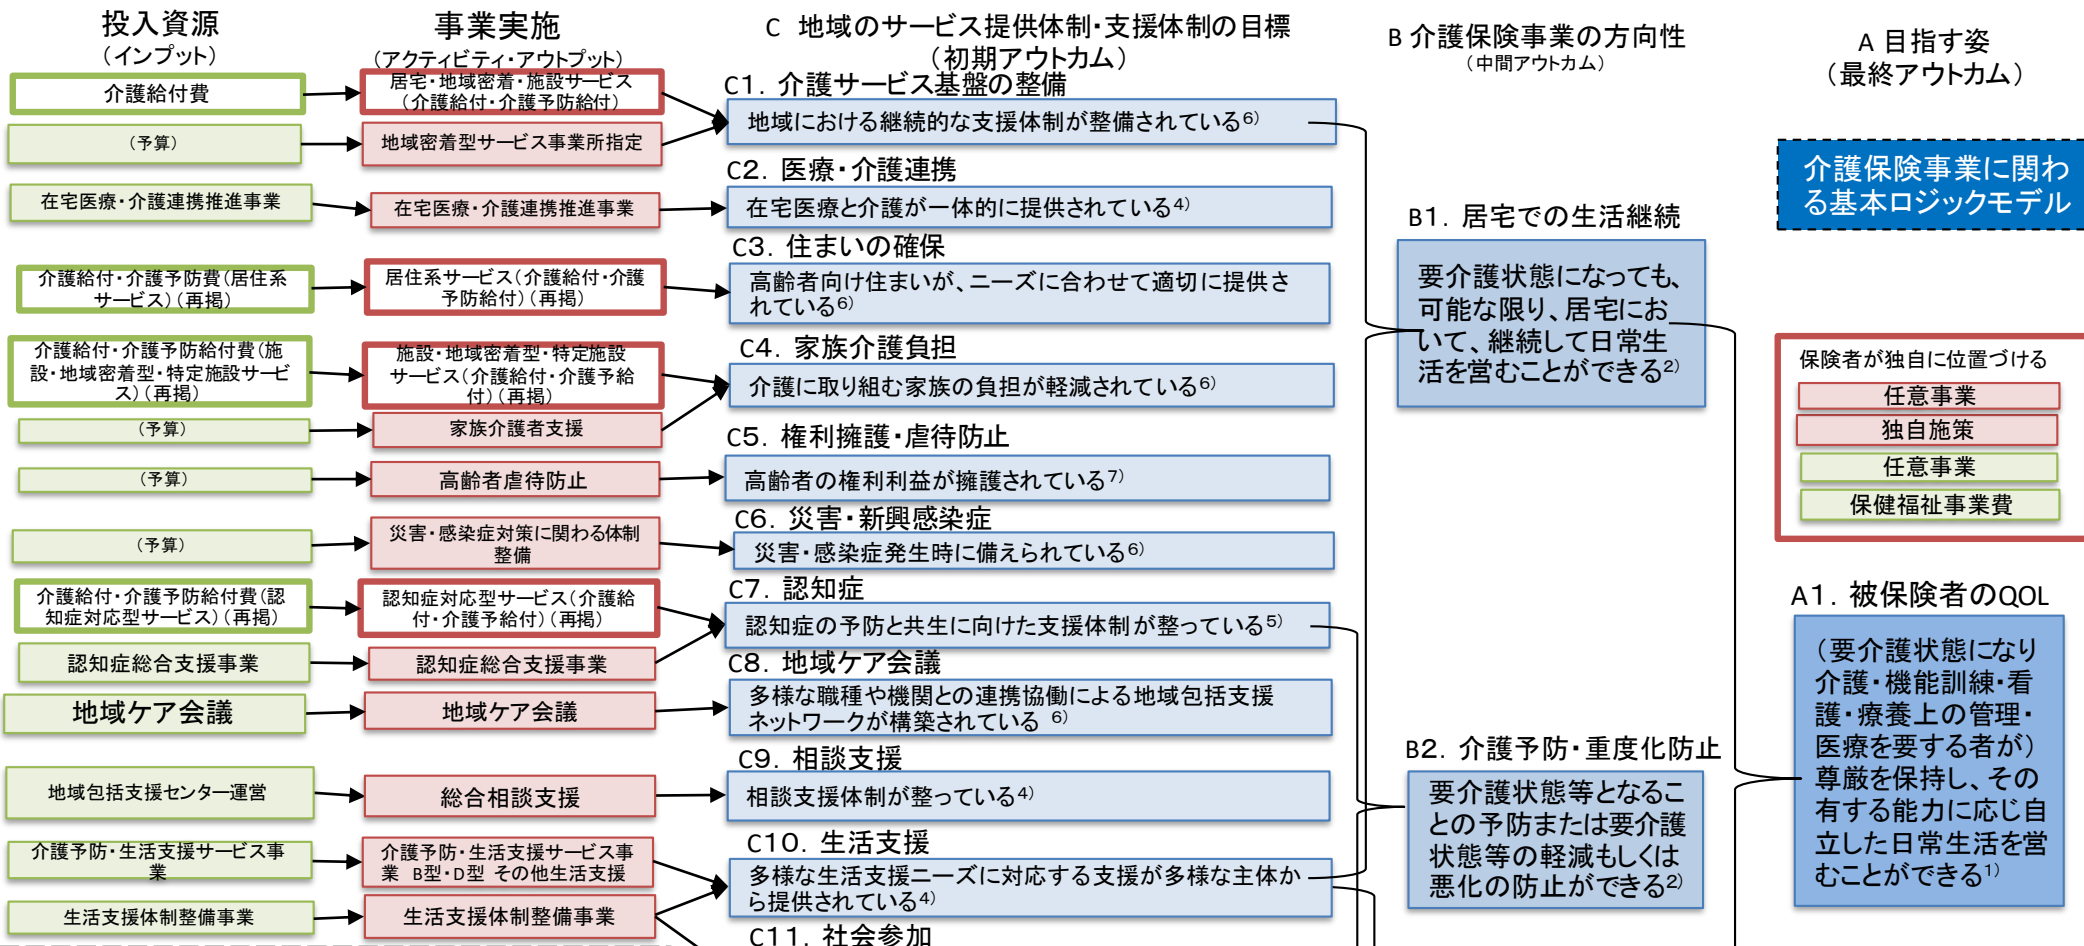 投入資源
（インプット）
事業実施
（アクティビティ・アウトプット）
C 地域のサービス提供体制・支援体制の目標
（初期アウトカム）
B 介護保険事業の方向性
（中間アウトカム）
A 目指す姿
（最終アウトカム）
介護給付費
居宅・地域密着・施設サービス
（介護給付・介護予防給付）
C1. 介護サービス基盤の整備
地域における継続的な支援体制が整備されている6）
（予算）
地域密着型サービス事業所指定
介護保険事業に関わ
る基本ロジックモデル
C2. 医療・介護連携
在宅医療・介護連携推進事業
在宅医療・介護連携推進事業
在宅医療と介護が一体的に提供されている4）
C3. 住まいの確保
介護給付・介護予防費（居住系
サービス）（再掲）
居住系サービス（介護給付・介護
予防給付）（再掲）
高齢者向け住まいが、ニーズに合わせて適切に提供さ
れている6）
B1. 居宅での生活継続
要介護状態になっても、
可能な限り、居宅にお
いて、継続して日常生
活を営むことができる2）
C4. 家族介護負担
介護給付・介護予防給付費（施
設・地域密着型・特定施設サービ
ス）（再掲）
施設・地域密着型・特定施設
サービス（介護給付・介護予給
付）（再掲）
介護に取り組む家族の負担が軽減されている6）
（予算）
家族介護者支援
保険者が独自に位置づける
任意事業
独自施策
任意事業
保健福祉事業費
C5. 権利擁護・虐待防止
（予算）
高齢者虐待防止
高齢者の権利利益が擁護されている7）
C6. 災害・新興感染症
（予算）
災害・感染症対策に関わる体制
整備
災害・感染症発生時に備えられている6）
C7. 認知症
介護給付・介護予防給付費（認
知症対応型サービス）（再掲）
認知症対応型サービス（介護給
付・介護予給付）（再掲）
認知症の予防と共生に向けた支援体制が整っている5）
認知症総合支援事業
認知症総合支援事業
A1. 被保険者のQOL
（要介護状態になり
介護・機能訓練・看
護・療養上の管理・
医療を要する者が）
尊厳を保持し、その
有する能力に応じ自
立した日常生活を営
むことができる1）
C8. 地域ケア会議
地域ケア会議
地域ケア会議
多様な職種や機関との連携協働による地域包括支援
ネットワークが構築されている 6）
C9. 相談支援
地域包括支援センター運営
総合相談支援
相談支援体制が整っている4）
B2. 介護予防・重度化防止
要介護状態等となるこ
との予防または要介護
状態等の軽減もしくは
悪化の防止ができる2）
C10. 生活支援
介護予防・生活支援サービス事
業
介護予防・生活支援サービス事
業 B型・D型 その他生活支援
多様な生活支援ニーズに対応する支援が多様な主体か
ら提供されている4）
生活支援体制整備事業
生活支援体制整備事業
C11. 社会参加